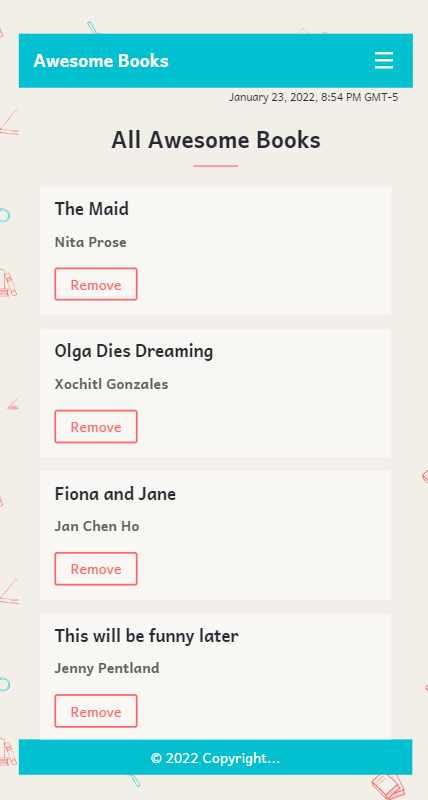 Awesome Books
January 23, 2022, 8:54 PM GMT-5
All Awesome Books
The Maid
Nita Prose
Remove
Olga Dies Dreaming
Xochitl Gonzales
Remove
Fiona and Jane
Jan Chen Ho
Remove
This will be funny later
Jenny Pentland
Remove
© 2022 Copyright...